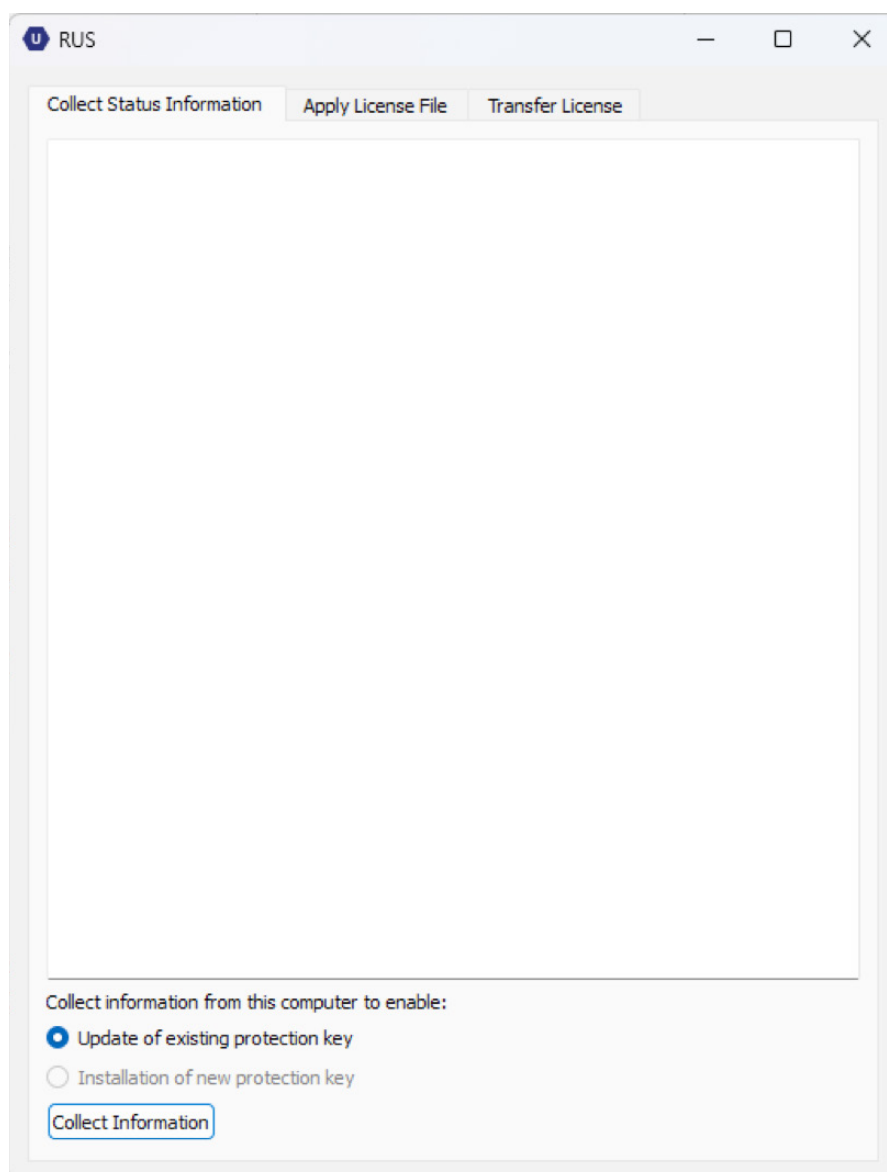 U RUS
Collect Status Information Apply License File Transfer License
Collect information from this computer to enable:
Update of existing protection key
Installation of new protection key
Collect Information